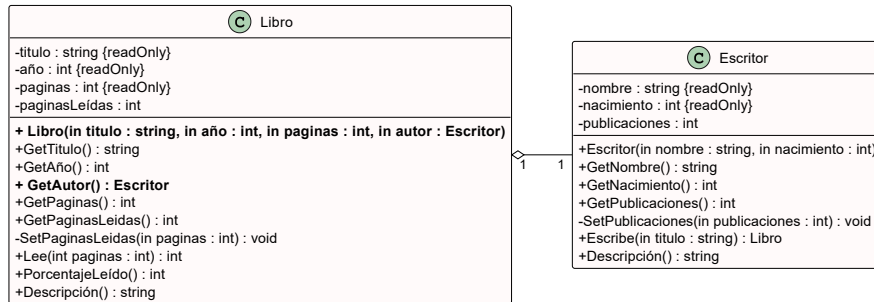 C Libro
-titulo : string {readOnly}
-año : int {readOnly}
-paginas : int {readOnly}
-paginasLeídas : int
+ Libro(in titulo : string, in año : int, in paginas : int, in autor : Escritor)
+GetTitulo() : string
+GetAño() : int
+ GetAutor() : Escritor
+GetPaginas() : int
+GetPaginasLeidas() : int
-SetPaginasLeidas(in paginas : int) : void
+Lee(int paginas : int) : int
+PorcentajeLeído() : int
+Descripción() : string
1 1
C Escritor
-nombre : string {readOnly}
-nacimiento : int {readOnly}
-publicaciones : int
+Escritor(in nombre : string, in nacimiento : int)
+GetNombre() : string
+GetNacimiento() : int
+GetPublicaciones() : int
-SetPublicaciones(in publicaciones : int) : void
+Escribe(in titulo : string) : Libro
+Descripción() : string